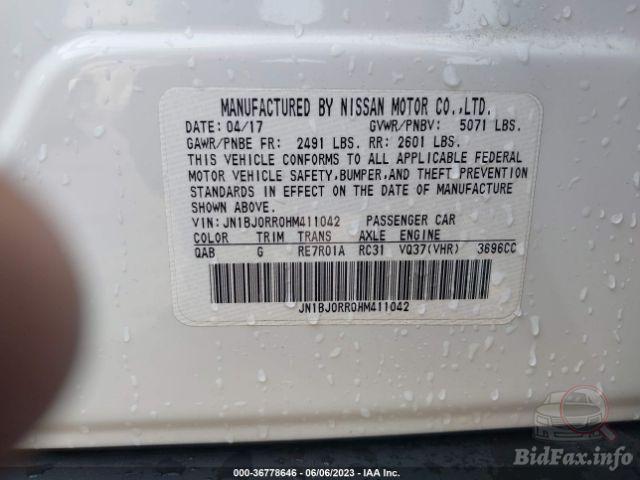 MANUFACTURED BY NISSAN MOTOR CO.,LTD.
DATE: 04/17 GVWR/PNBV: 5071 LBS.
GAWR/PNBE FR: 2491 LBS. RR: 2601 LBS.
THIS VEHICLE CONFORMS TO ALL APPLICABLE FEDERAL
MOTOR VEHICLE SAFETY,BUMPER,AND THEFT PREVENTION
STANDARDS IN EFFECT ON THE DATE OF MANUFACTURE
SHOWN ABOVE.
VIN: JN1BJ0RR0HM411042 PASSENGER CAR
COLOR TRIM TRANS AXLE ENGINE
QAB G RE7R01A RC31 VQ37(VHR) 3696CC
JN1BJ0RR0HM411042
BidFax.info
000-36778646 - 06/06/2023 - IAA Inc.